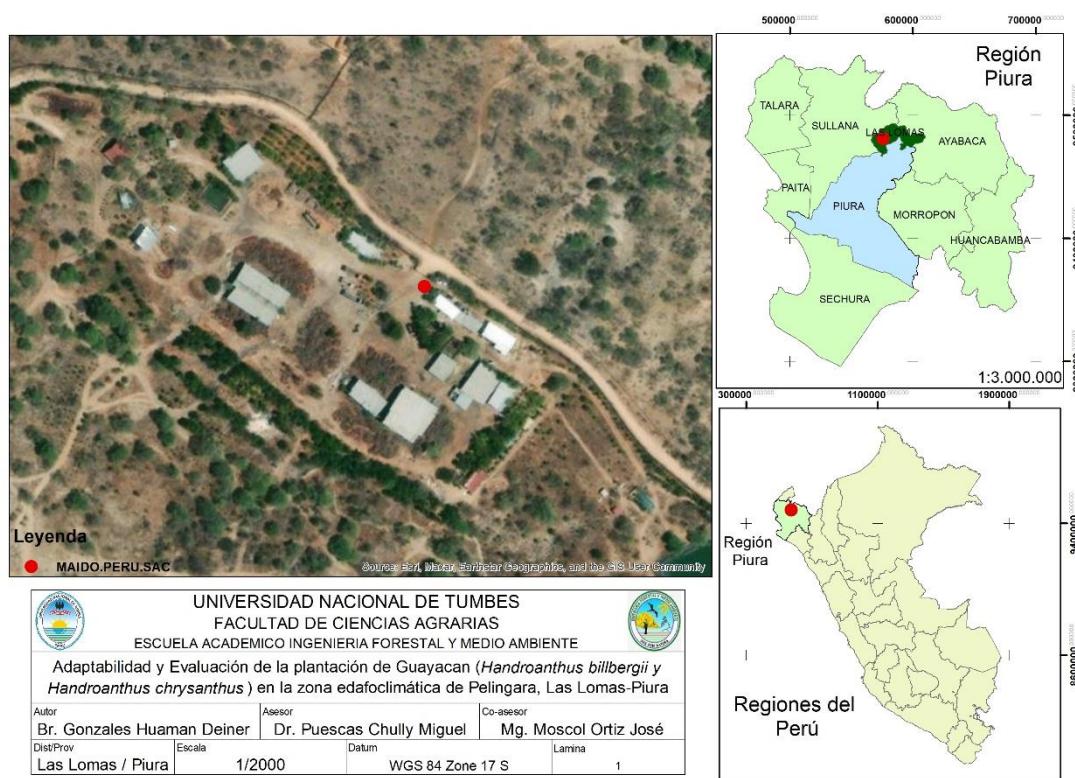 Leyenda
MAIDO.PERU.SAC
Source: Esri, Maxar, Earthstar Geographics, and the GIS User Community
500000
600000
700000
Región
Piura
TALARA
SULLANA
LAS LOMAS
AYABACA
PAITA
PIURA
MORROPON
HUANCABAMBA
SECHURA
1:3.000.000
300000
1100000
1900000
9400000
8600000
Región
Piura
Regiones del
Perú
UNIVERSIDAD NACIONAL DE TUMBES
FACULTAD DE CIENCIAS AGRARIAS
ESCUELA ACADEMICO INGENIERIA FORESTAL Y MEDIO AMBIENTE
Adaptabilidad y Evaluación de la plantación de Guayacan (Handroanthus billbergii y
Handroanthus chrysanthus ) en la zona edafoclimática de Pelingara, Las Lomas-Piura
Autor
Br. Gonzales Huaman Deiner
Asesor
Dr. Puescas Chully Miguel
Co-asesor
Mg. Moscol Ortiz José
Dist/Prov
Las Lomas / Piura
Escala
1/2000
Datum
WGS 84 Zone 17 S
Lamina
1